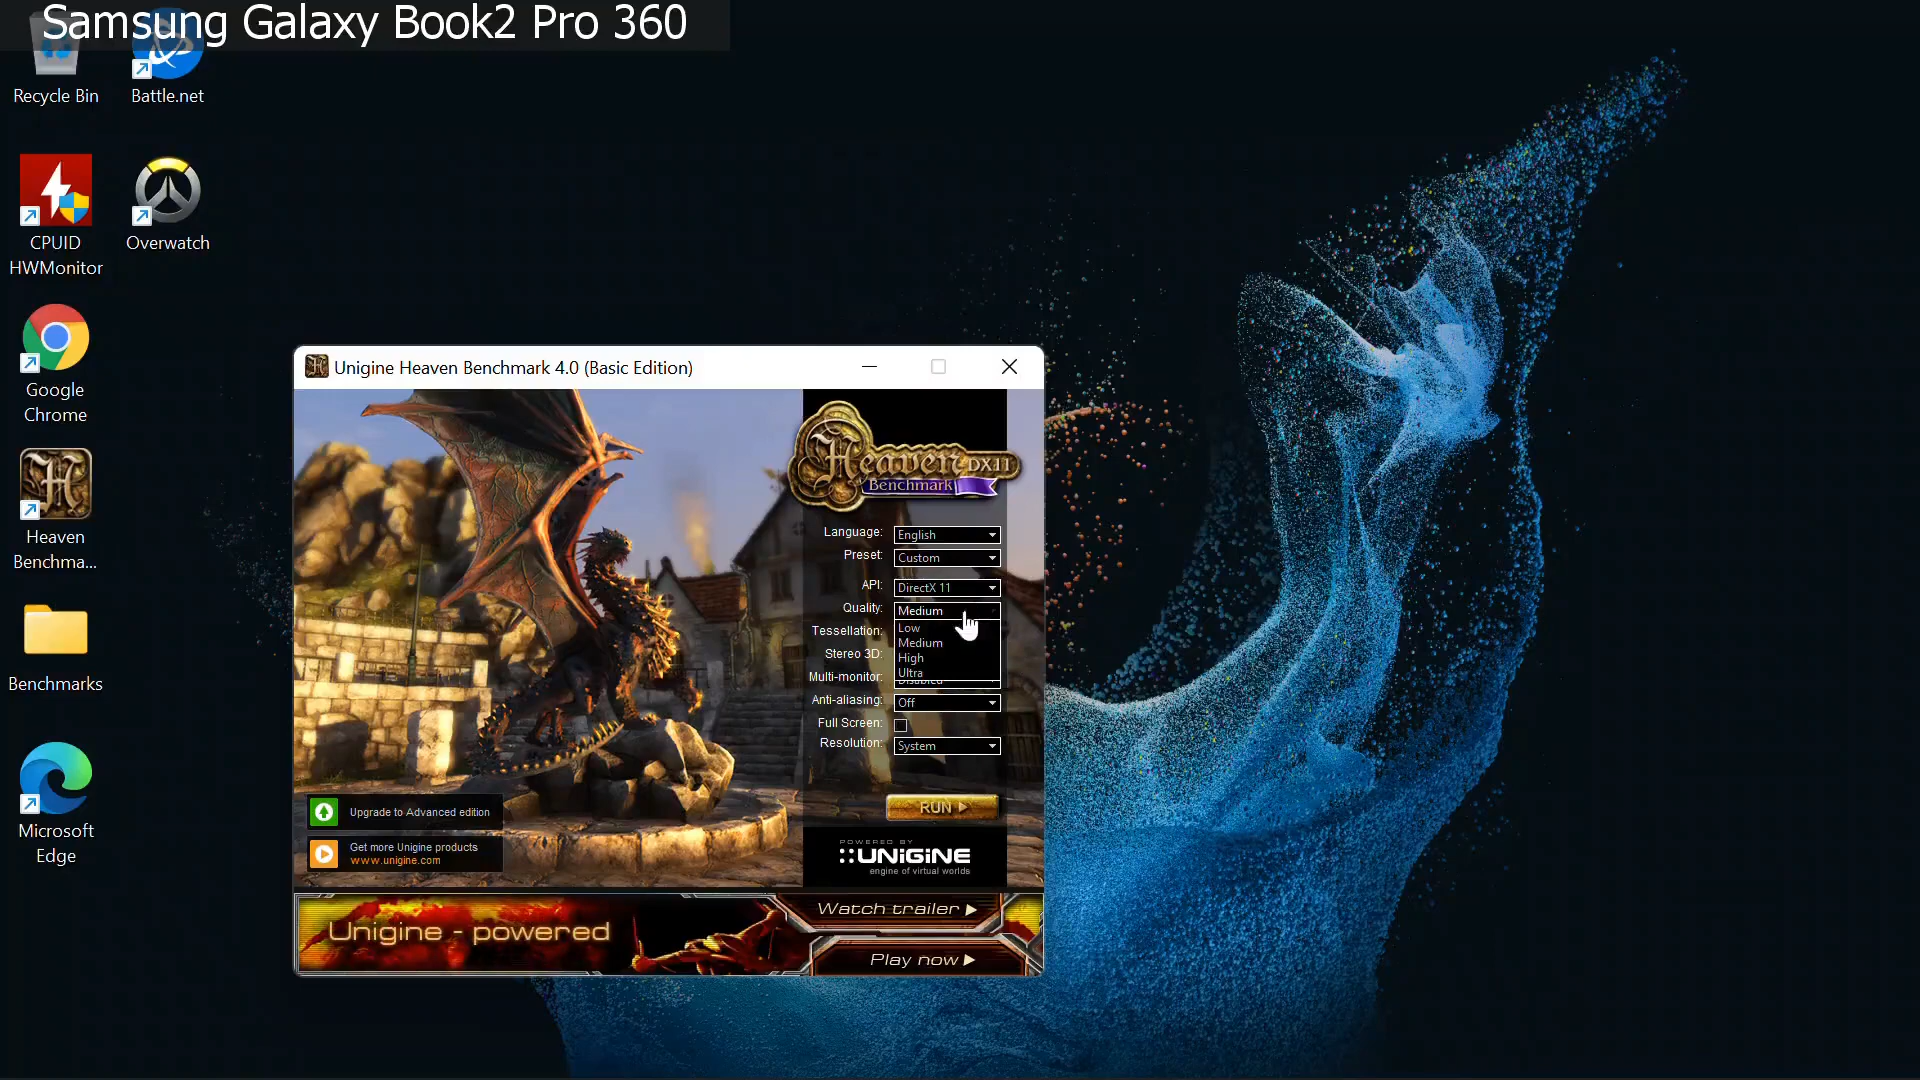 Samsung Galaxy Book2 Pro 360
Recycle Bin
Battle.net
CPUID
HWMonitor
Overwatch
Google
Chrome
Heaven
Benchma...
Benchmarks
Microsoft
Edge
Unigine Heaven Benchmark 4.0 (Basic Edition)
Heaven DX11
Benchmark
Language: English
Preset: Custom
API: DirectX 11
Quality: Medium
Low
Tessellation:
Medium
Stereo 3D:
High
Ultra
Multi-monitor: Disabled
Anti-aliasing: Off
Full Screen:
Resolution: System
RUN
Upgrade to Advanced edition
Get more Unigine products
www.unigine.com
POWERED BY
UNIGINE
engine of virtual worlds
Unigine - powered
Watch trailer
Play now